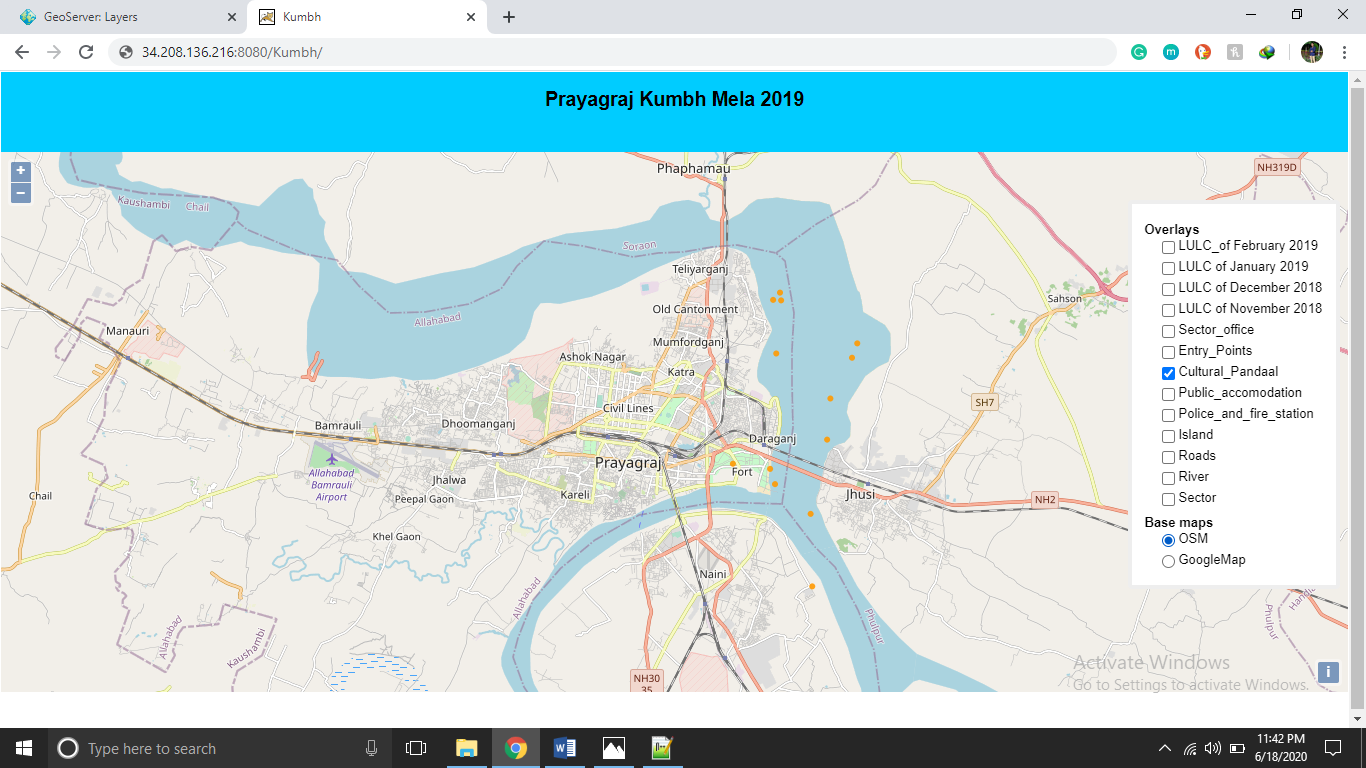 GeoServer: Layers
Kumbh
34.208.136.216:8080/Kumbh/
Prayagraj Kumbh Mela 2019
+
−
Phaphamau
NH319D
Kaushambi
Chail
Soraon
Teliyarganj
Old Cantonment
Allahabad
Mumfordganj
Manauri
Ashok Nagar
Katra
Sahson
Civil Lines
SH7
Bamrauli
Dhoomanganj
Daraganj
Prayagraj
Fort
Allahabad
Bamrauli
Airport
Jhalwa
Kareli
Peepal Gaon
Jhusi
NH2
Chail
Khel Gaon
Naini
Allahabad
Phulpur
Allahabad
Kaushambi
Phulpur
NH30
35
Overlays
LULC_of February 2019
LULC of January 2019
LULC of December 2018
LULC of November 2018
Sector_office
Entry_Points
Cultural_Pandaal
Public_accomodation
Police_and_fire_station
Island
Roads
River
Sector
Base maps
OSM
GoogleMap
Activate Windows
Go to Settings to activate Windows.
i
Type here to search
11:42 PM
6/18/2020